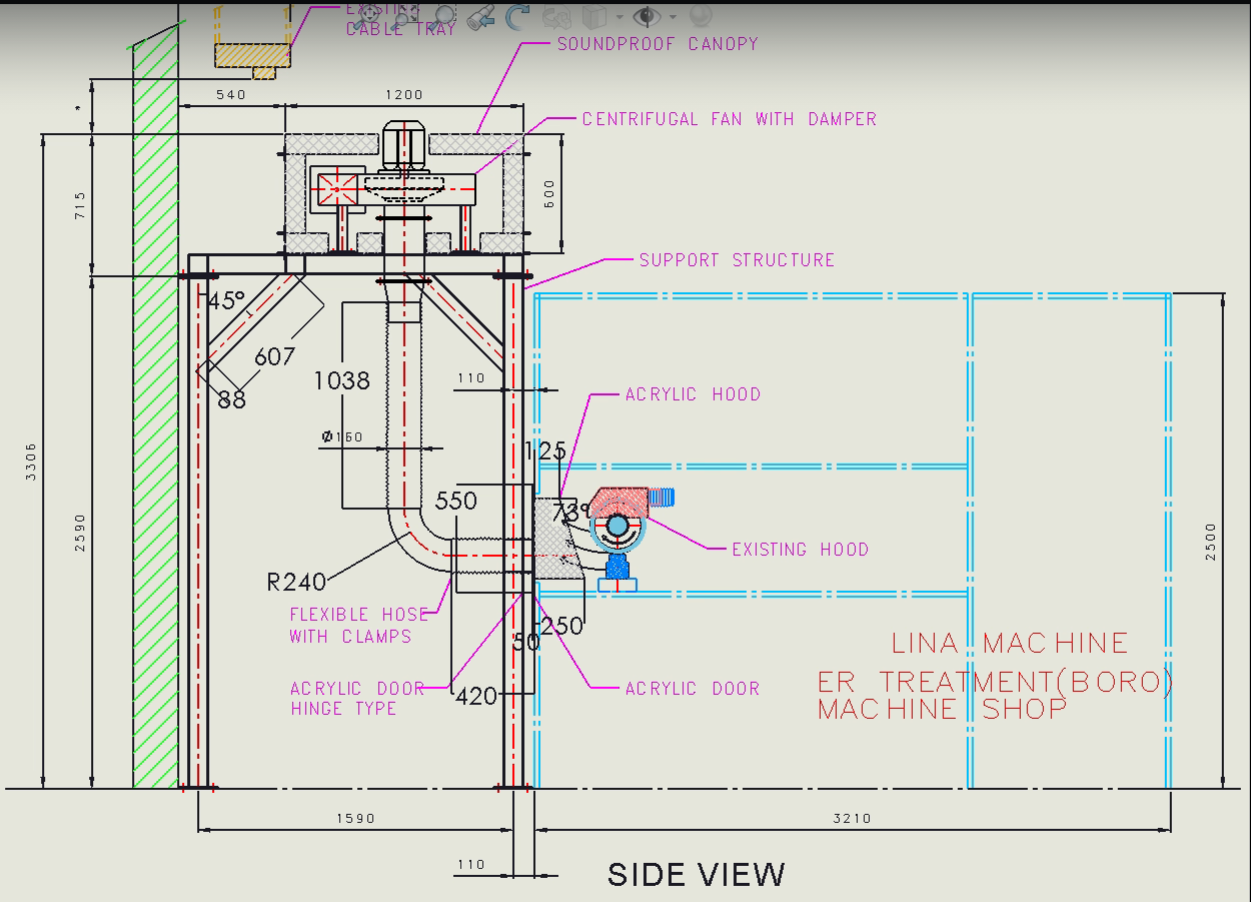 CABLE TRAY
SOUNDPROOF CANOPY
540
1200
CENTRIFUGAL FAN WITH DAMPER
*
715
600
SUPPORT STRUCTURE
45°
607
88
1038
110
ACRYLIC HOOD
Ø160
125
3306
550
73°
2590
2500
EXISTING HOOD
R240
FLEXIBLE HOSE
WITH CLAMPS
250
50
LINA MACHINE
ER TREATMENT(BORO)
MACHINE SHOP
ACRYLIC DOOR
HINGE TYPE
420
ACRYLIC DOOR
1590
3210
110
SIDE VIEW